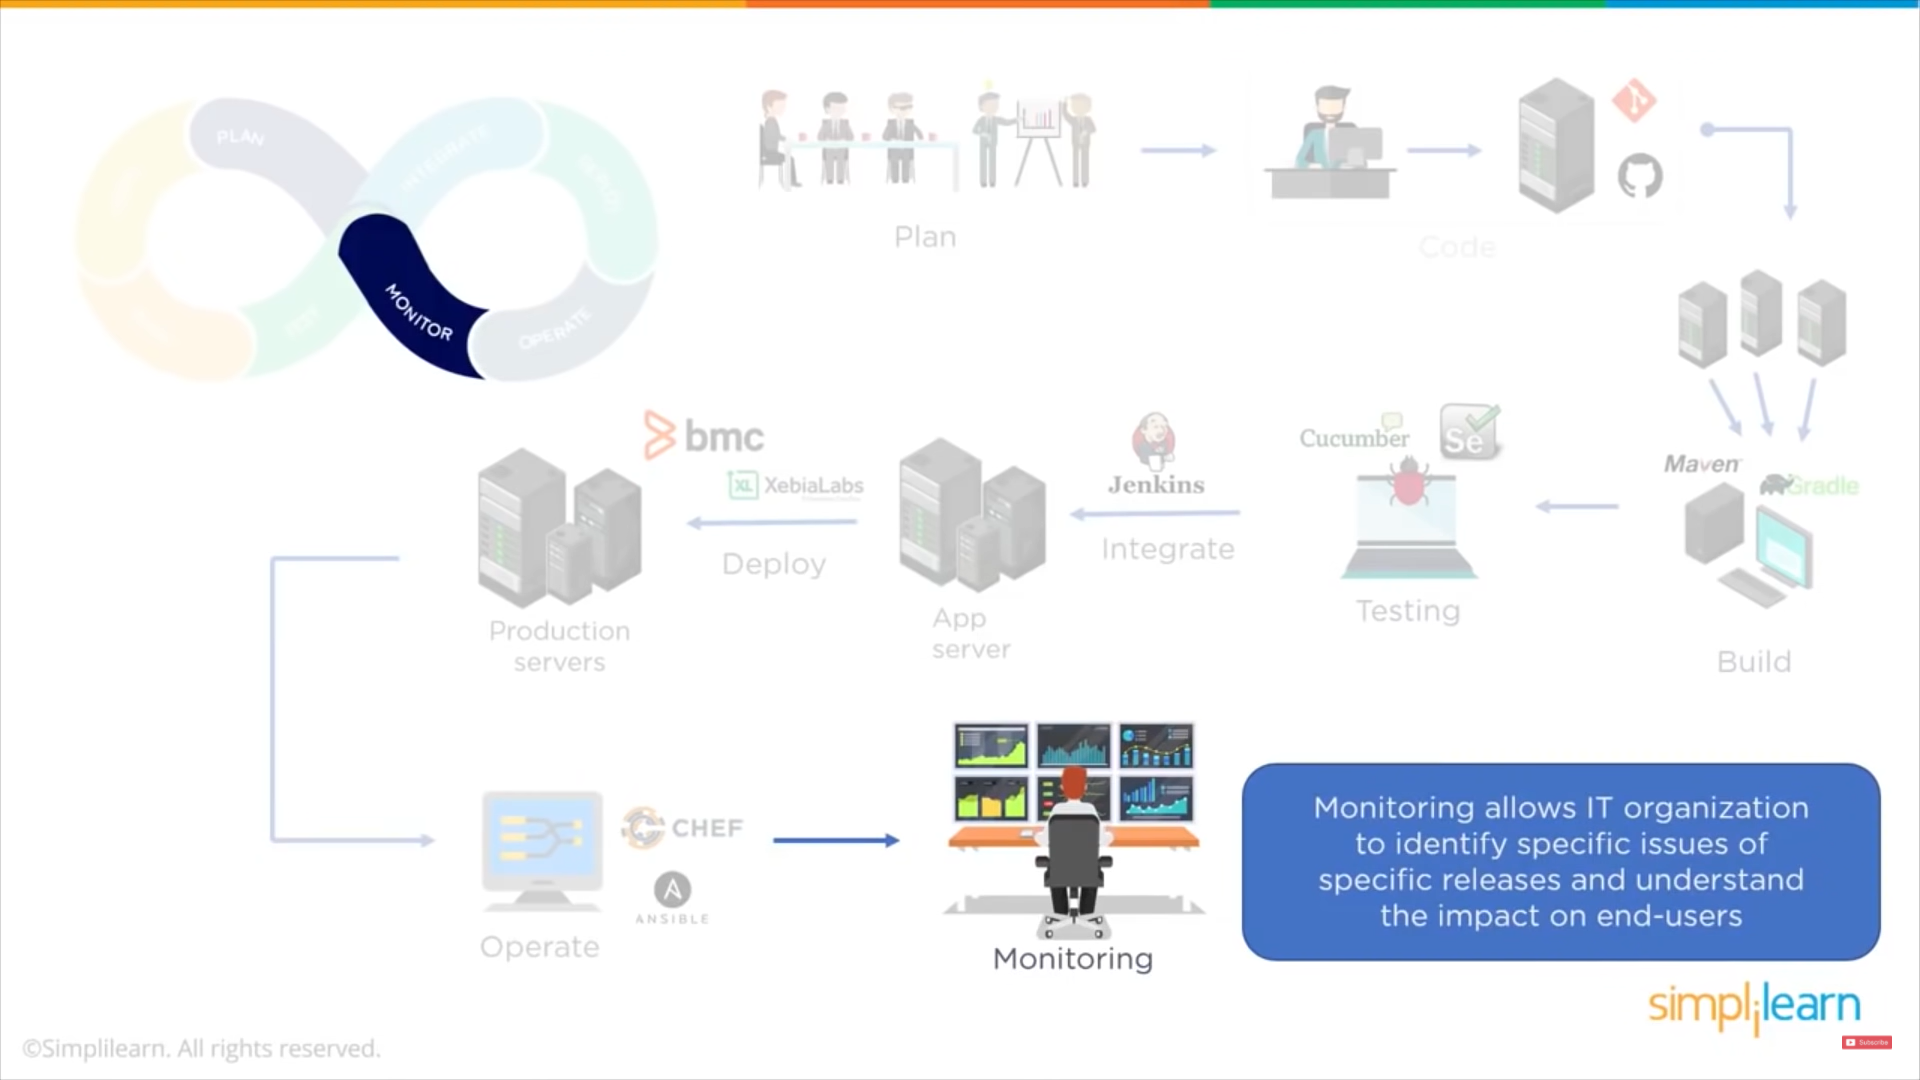 PLAN
INTEGRATE
MONITOR
OPERATE
TEST
Plan
Code
bmc
XebiaLabs
Deploy
Production
servers
App
server
Jenkins
Integrate
Cucumber
Se
Testing
Maven
Gradle
Build
CHEF
ANSIBLE
Operate
Monitoring
Monitoring allows IT organization
to identify specific issues of
specific releases and understand
the impact on end-users
simplilearn
Subscribe
©Simplilearn. All rights reserved.